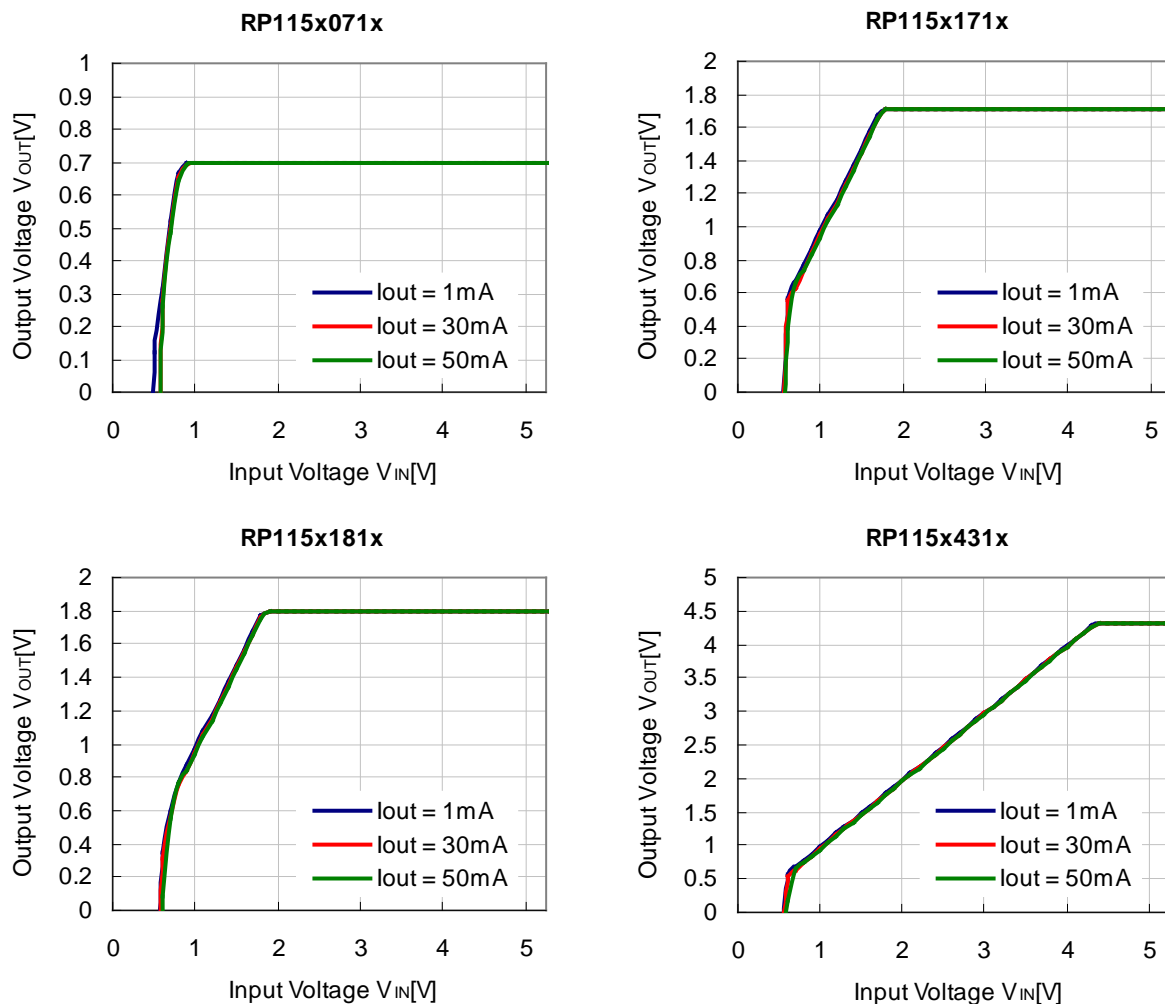 RP115x071x
Output Voltage VOUT[V]
1
0.9
0.8
0.7
0.6
0.5
0.4
0.3
0.2
0.1
0
Iout = 1mA
Iout = 30mA
Iout = 50mA
0 1 2 3 4 5
Input Voltage VIN[V]
RP115x171x
Output Voltage VOUT[V]
2
1.8
1.6
1.4
1.2
1
0.8
0.6
0.4
0.2
0
Iout = 1mA
Iout = 30mA
Iout = 50mA
0 1 2 3 4 5
Input Voltage VIN[V]
RP115x181x
Output Voltage VOUT[V]
2
1.8
1.6
1.4
1.2
1
0.8
0.6
0.4
0.2
0
Iout = 1mA
Iout = 30mA
Iout = 50mA
0 1 2 3 4 5
Input Voltage VIN[V]
RP115x431x
Output Voltage VOUT[V]
5
4.5
4
3.5
3
2.5
2
1.5
1
0.5
0
Iout = 1mA
Iout = 30mA
Iout = 50mA
0 1 2 3 4 5
Input Voltage VIN[V]